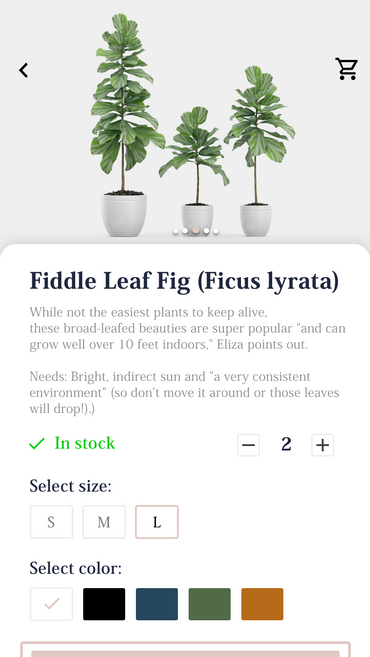 Fiddle Leaf Fig (Ficus lyrata)
While not the easiest plants to keep alive,
these broad-leafed beauties are super popular "and can
grow well over 10 feet indoors," Eliza points out.
Needs: Bright, indirect sun and "a very consistent
environment" (so don't move it around or those leaves
will drop!).)
In stock
2
Select size:
S M L
Select color: